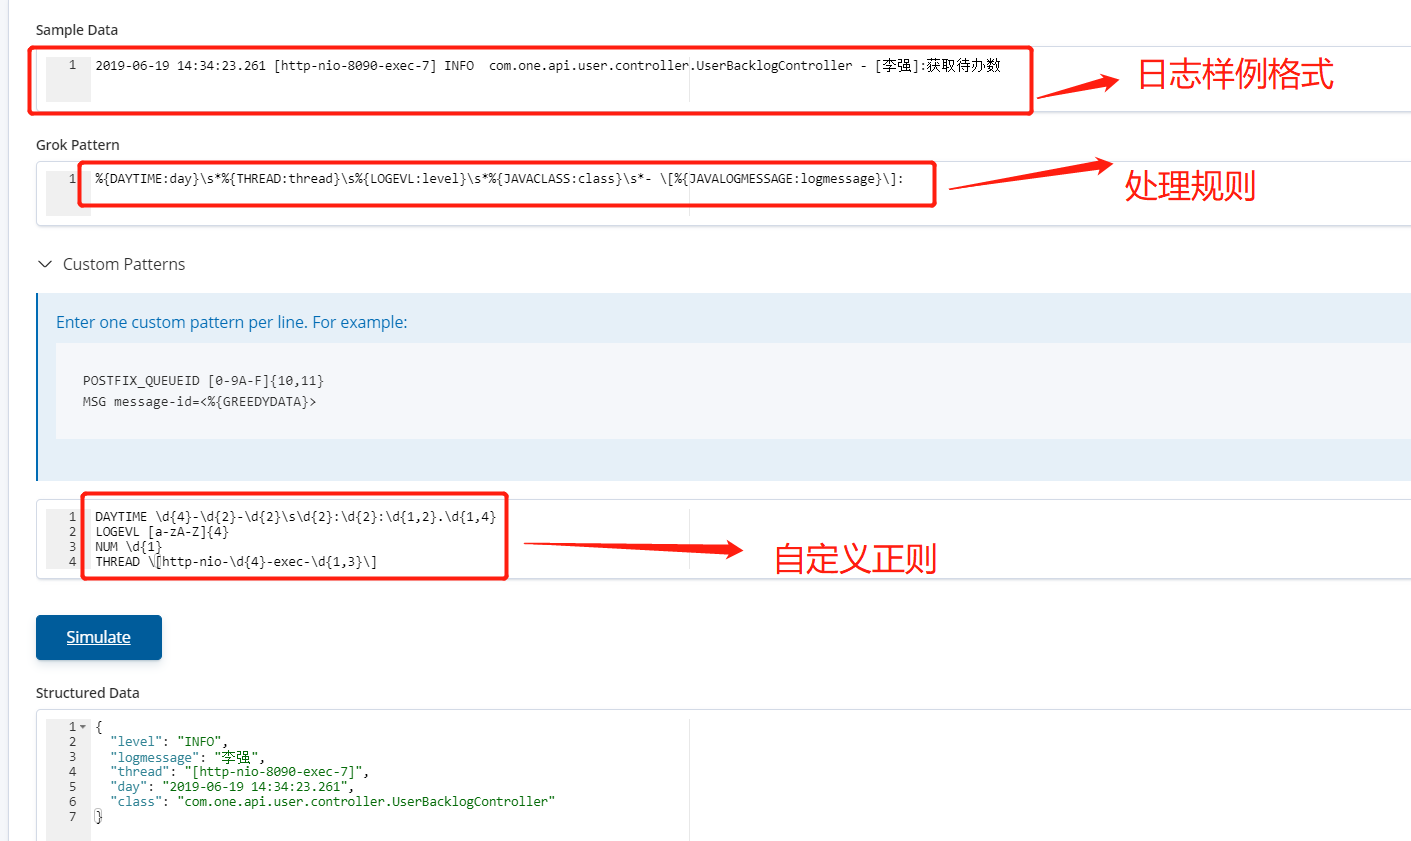 Sample Data
1 2019-06-19 14:34:23.261 [http-nio-8090-exec-7] INFO  com.one.api.user.controller.UserBacklogController - [李强]:获取待办数
日志样例格式
Grok Pattern
1 %{DAYTIME:day}\s*%{THREAD:thread}\s%{LOGEVL:level}\s*%{JAVACLASS:class}\s*- \[%{JAVALOGMESSAGE:logmessage}\]:
处理规则
Custom Patterns
Enter one custom pattern per line. For example:
POSTFIX_QUEUEID [0-9A-F]{10,11}
MSG message-id=<%{GREEDYDATA}>
1 DAYTIME \d{4}-\d{2}-\d{2}\s\d{2}:\d{2}:\d{1,2}.\d{1,4}
2 LOGEVL [a-zA-Z]{4}
3 NUM \d{1}
4 THREAD \[http-nio-\d{4}-exec-\d{1,3}\]
自定义正则
Simulate
Structured Data
1 {
2 "level": "INFO",
3 "logmessage": "李强",
4 "thread": "[http-nio-8090-exec-7]",
5 "day": "2019-06-19 14:34:23.261",
6 "class": "com.one.api.user.controller.UserBacklogController"
7 }